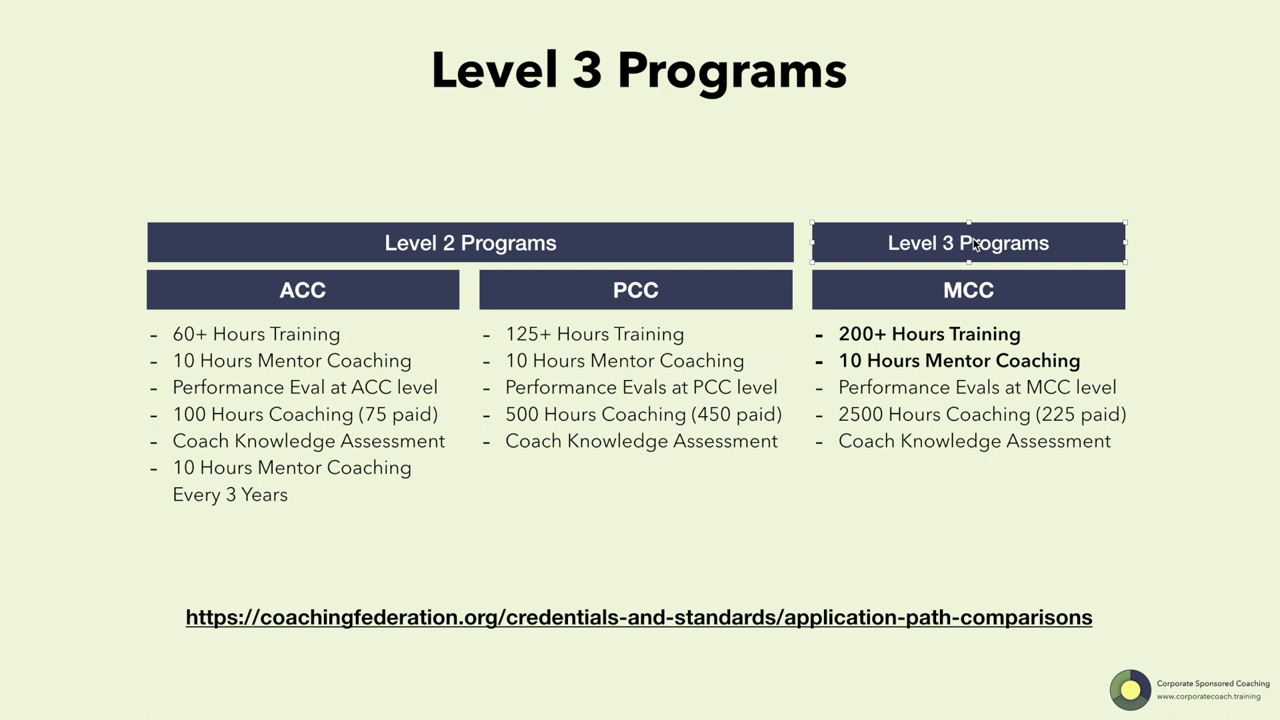 Level 3 Programs
Level 2 Programs
Level 3 Programs
ACC
PCC
MCC
- 60+ Hours Training
- 10 Hours Mentor Coaching
- Performance Eval at ACC level
- 100 Hours Coaching (75 paid)
- Coach Knowledge Assessment
- 10 Hours Mentor Coaching
Every 3 Years
- 125+ Hours Training
- 10 Hours Mentor Coaching
- Performance Evals at PCC level
- 500 Hours Coaching (450 paid)
- Coach Knowledge Assessment
- 200+ Hours Training
- 10 Hours Mentor Coaching
- Performance Evals at MCC level
- 2500 Hours Coaching (225 paid)
- Coach Knowledge Assessment
https://coachingfederation.org/credentials-and-standards/application-path-comparisons
Corporate Sponsored Coaching
www.corporatecoach.training